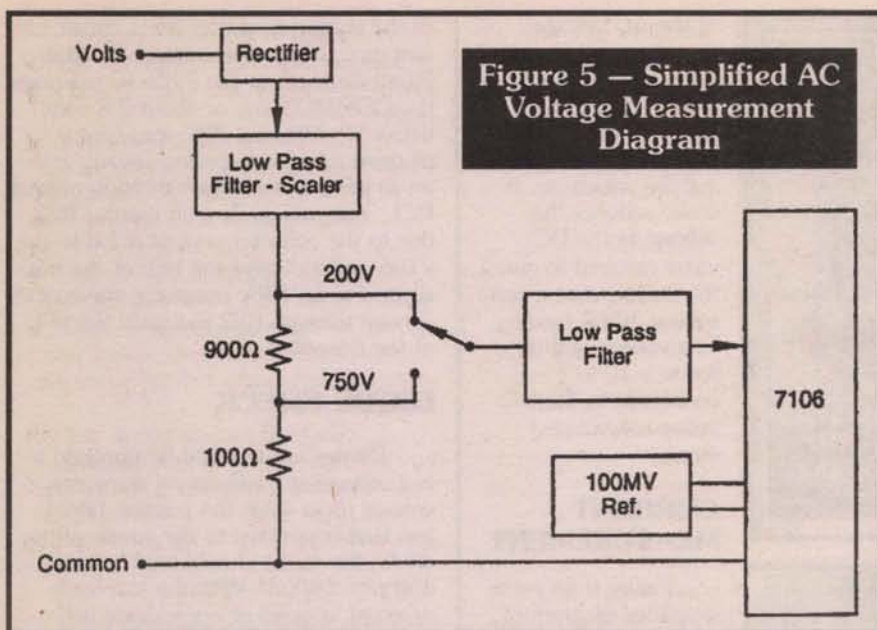 Volts
Rectifier
Figure 5 — Simplified AC
Voltage Measurement
Diagram
Low Pass
Filter - Scaler
200V
900Ω
750V
100Ω
Low Pass
Filter
7106
100MV
Ref.
Common